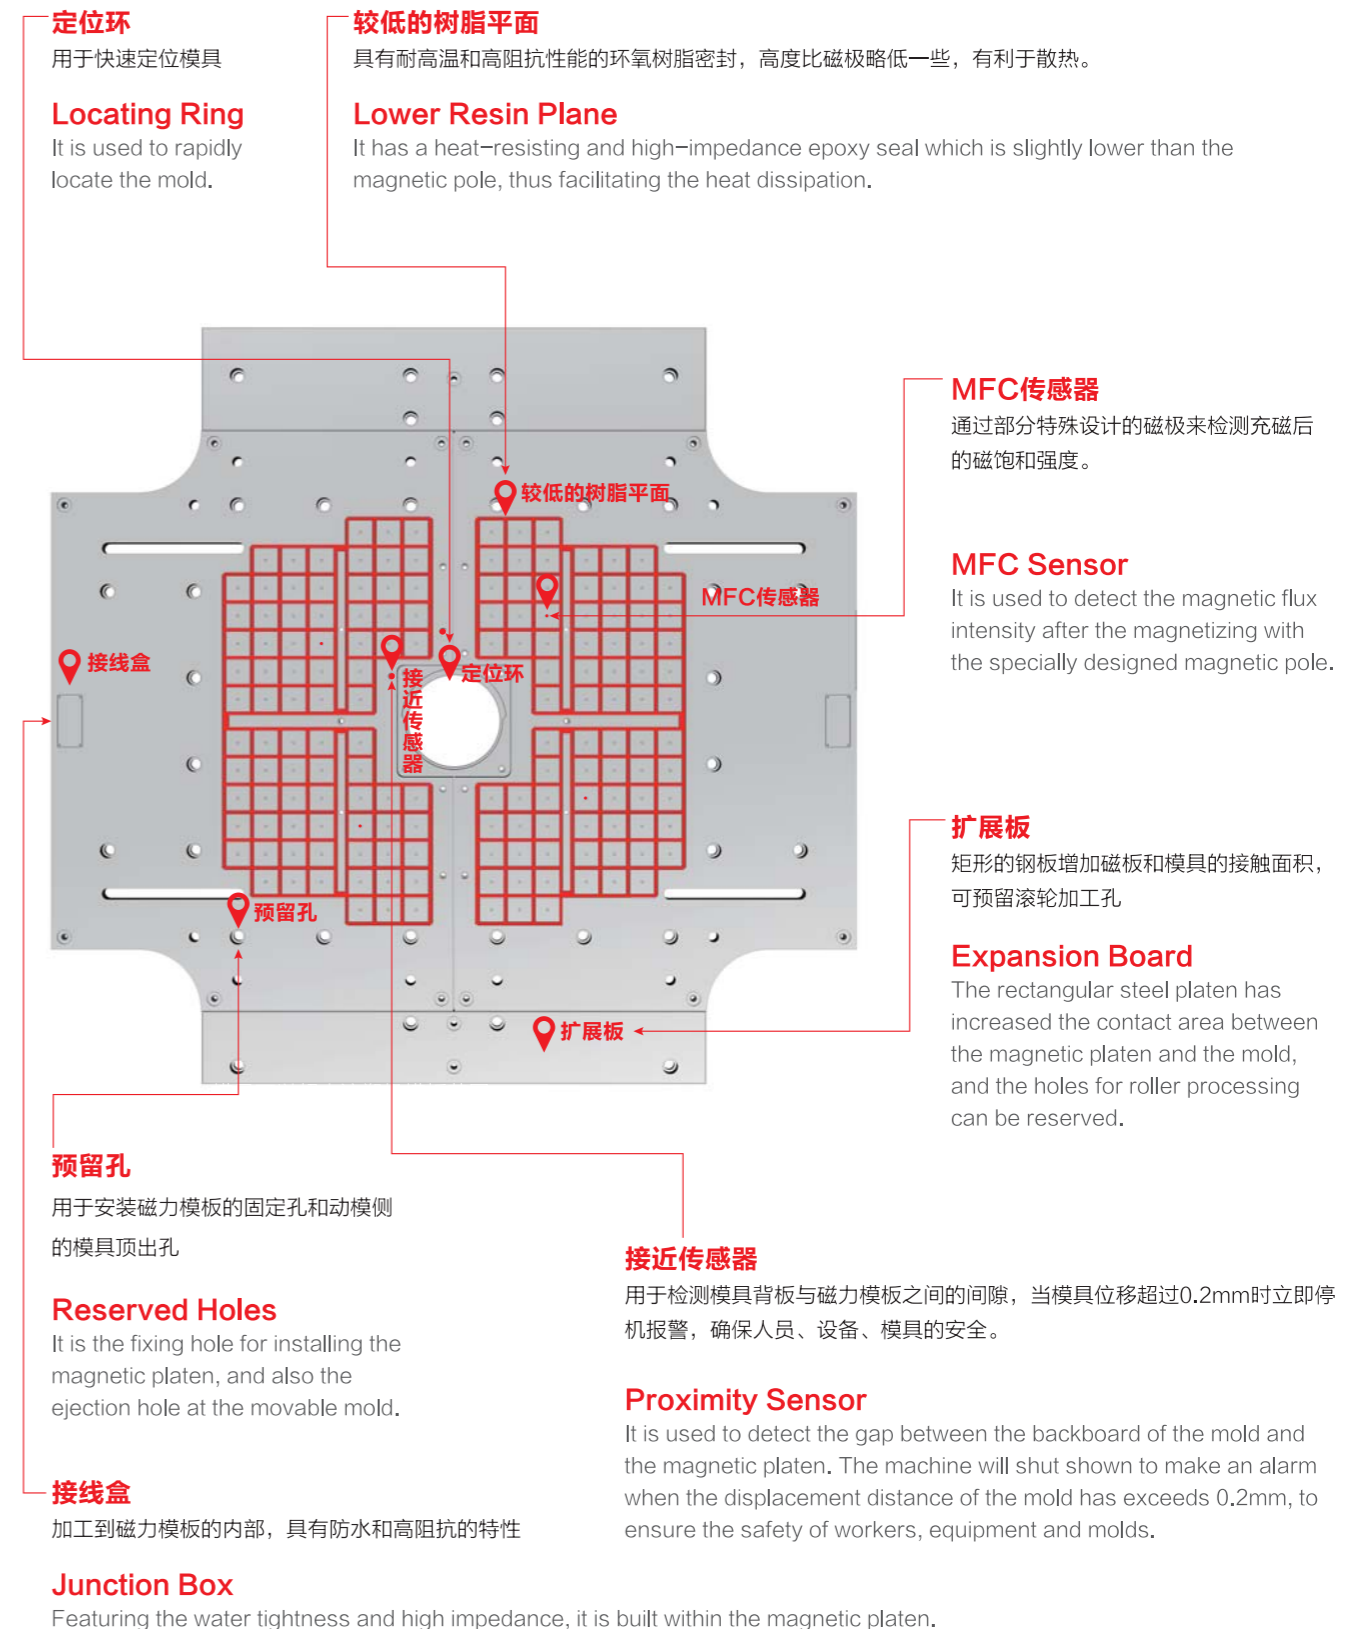 定位环
用于快速定位模具
Locating Ring
It is used to rapidly
locate the mold.
较低的树脂平面
具有耐高温和高阻抗性能的环氧树脂密封，高度比磁极略低一些，有利于散热。
Lower Resin Plane
It has a heat-resisting and high-impedance epoxy seal which is slightly lower than the
magnetic pole, thus facilitating the heat dissipation.
MFC传感器
通过部分特殊设计的磁极来检测充磁后
的磁饱和强度。
MFC Sensor
It is used to detect the magnetic flux
intensity after the magnetizing with
the specially designed magnetic pole.
较低的树脂平面
MFC传感器
接线盒
定位环
接近传感器
预留孔
扩展板
扩展板
矩形的钢板增加磁板和模具的接触面积，
可预留滚轮加工孔
Expansion Board
The rectangular steel platen has
increased the contact area between
the magnetic platen and the mold,
and the holes for roller processing
can be reserved.
预留孔
用于安装磁力模板的固定孔和动模侧
的模具顶出孔
Reserved Holes
It is the fixing hole for installing the
magnetic platen, and also the
ejection hole at the movable mold.
接近传感器
用于检测模具背板与磁力模板之间的间隙，当模具位移超过0.2mm时立即停
机报警，确保人员、设备、模具的安全。
Proximity Sensor
It is used to detect the gap between the backboard of the mold and
the magnetic platen. The machine will shut shown to make an alarm
when the displacement distance of the mold has exceeds 0.2mm, to
ensure the safety of workers, equipment and molds.
接线盒
加工到磁力模板的内部，具有防水和高阻抗的特性
Junction Box
Featuring the water tightness and high impedance, it is built within the magnetic platen.